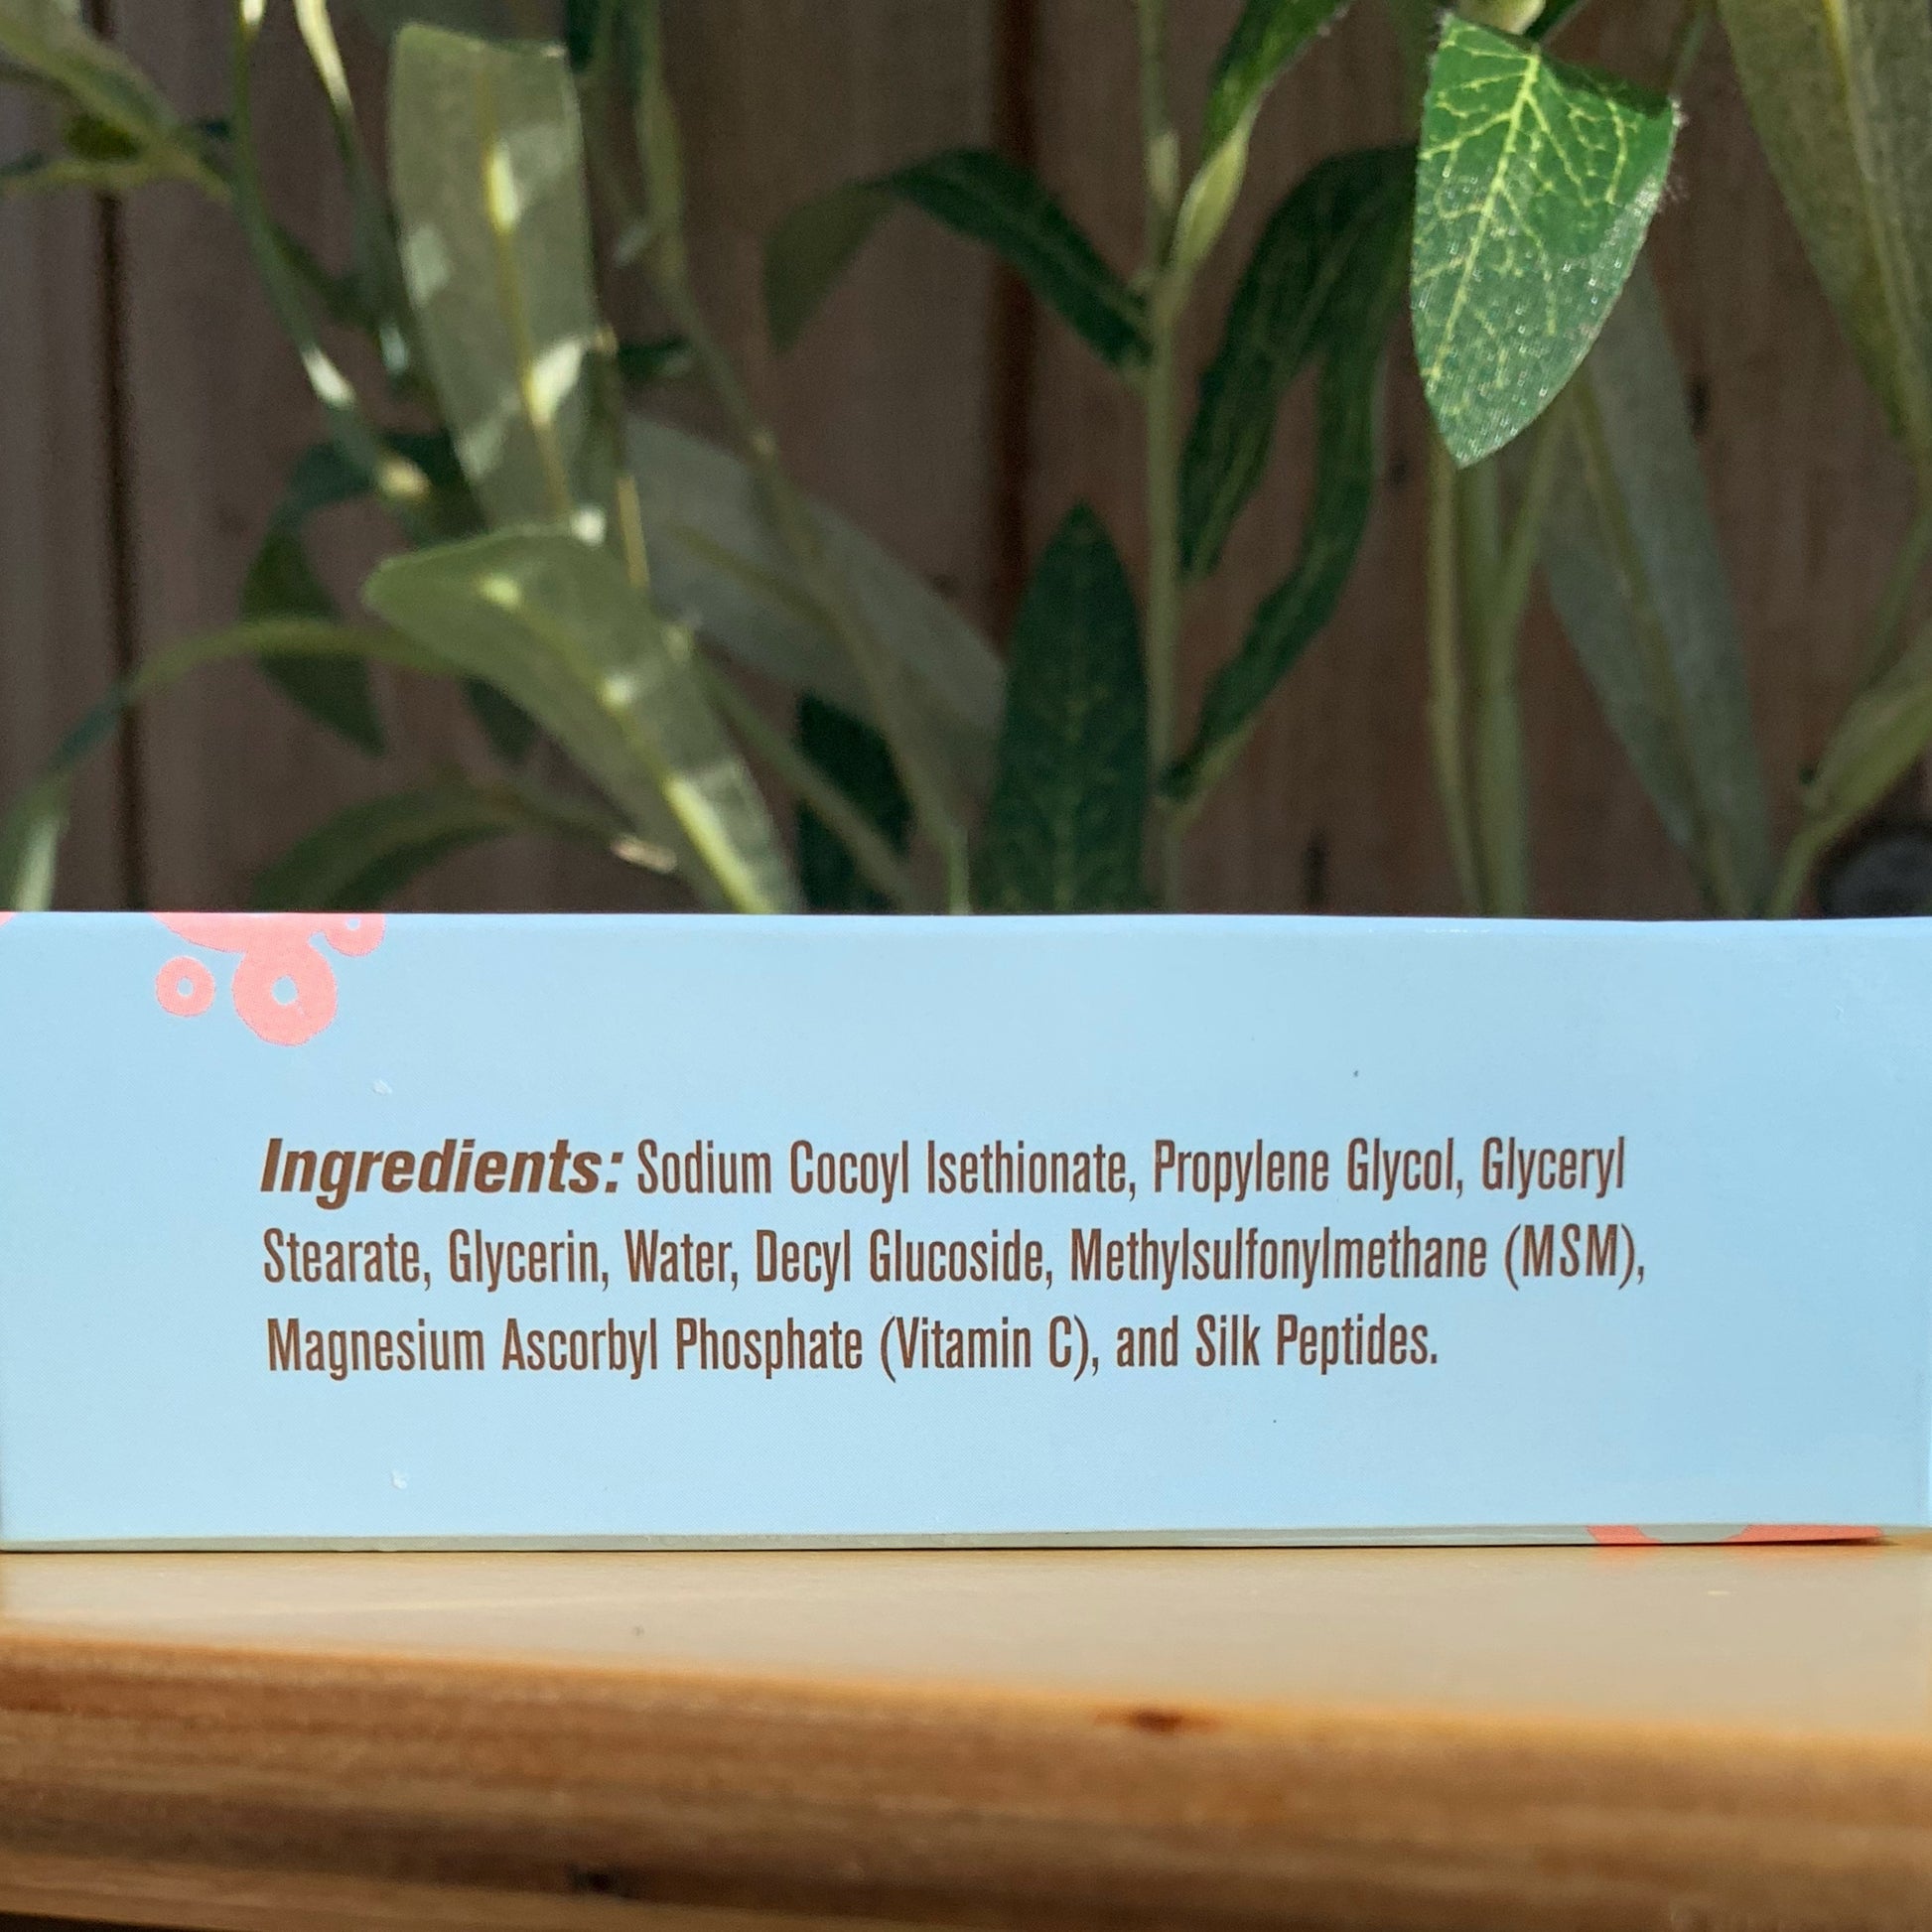 Ingredients: Sodium Cocoyl Isethionate, Propylene Glycol, Glyceryl
Stearate, Glycerin, Water, Decyl Glucoside, Methylsulfonylmethane (MSM),
Magnesium Ascorbyl Phosphate (Vitamin C), and Silk Peptides.